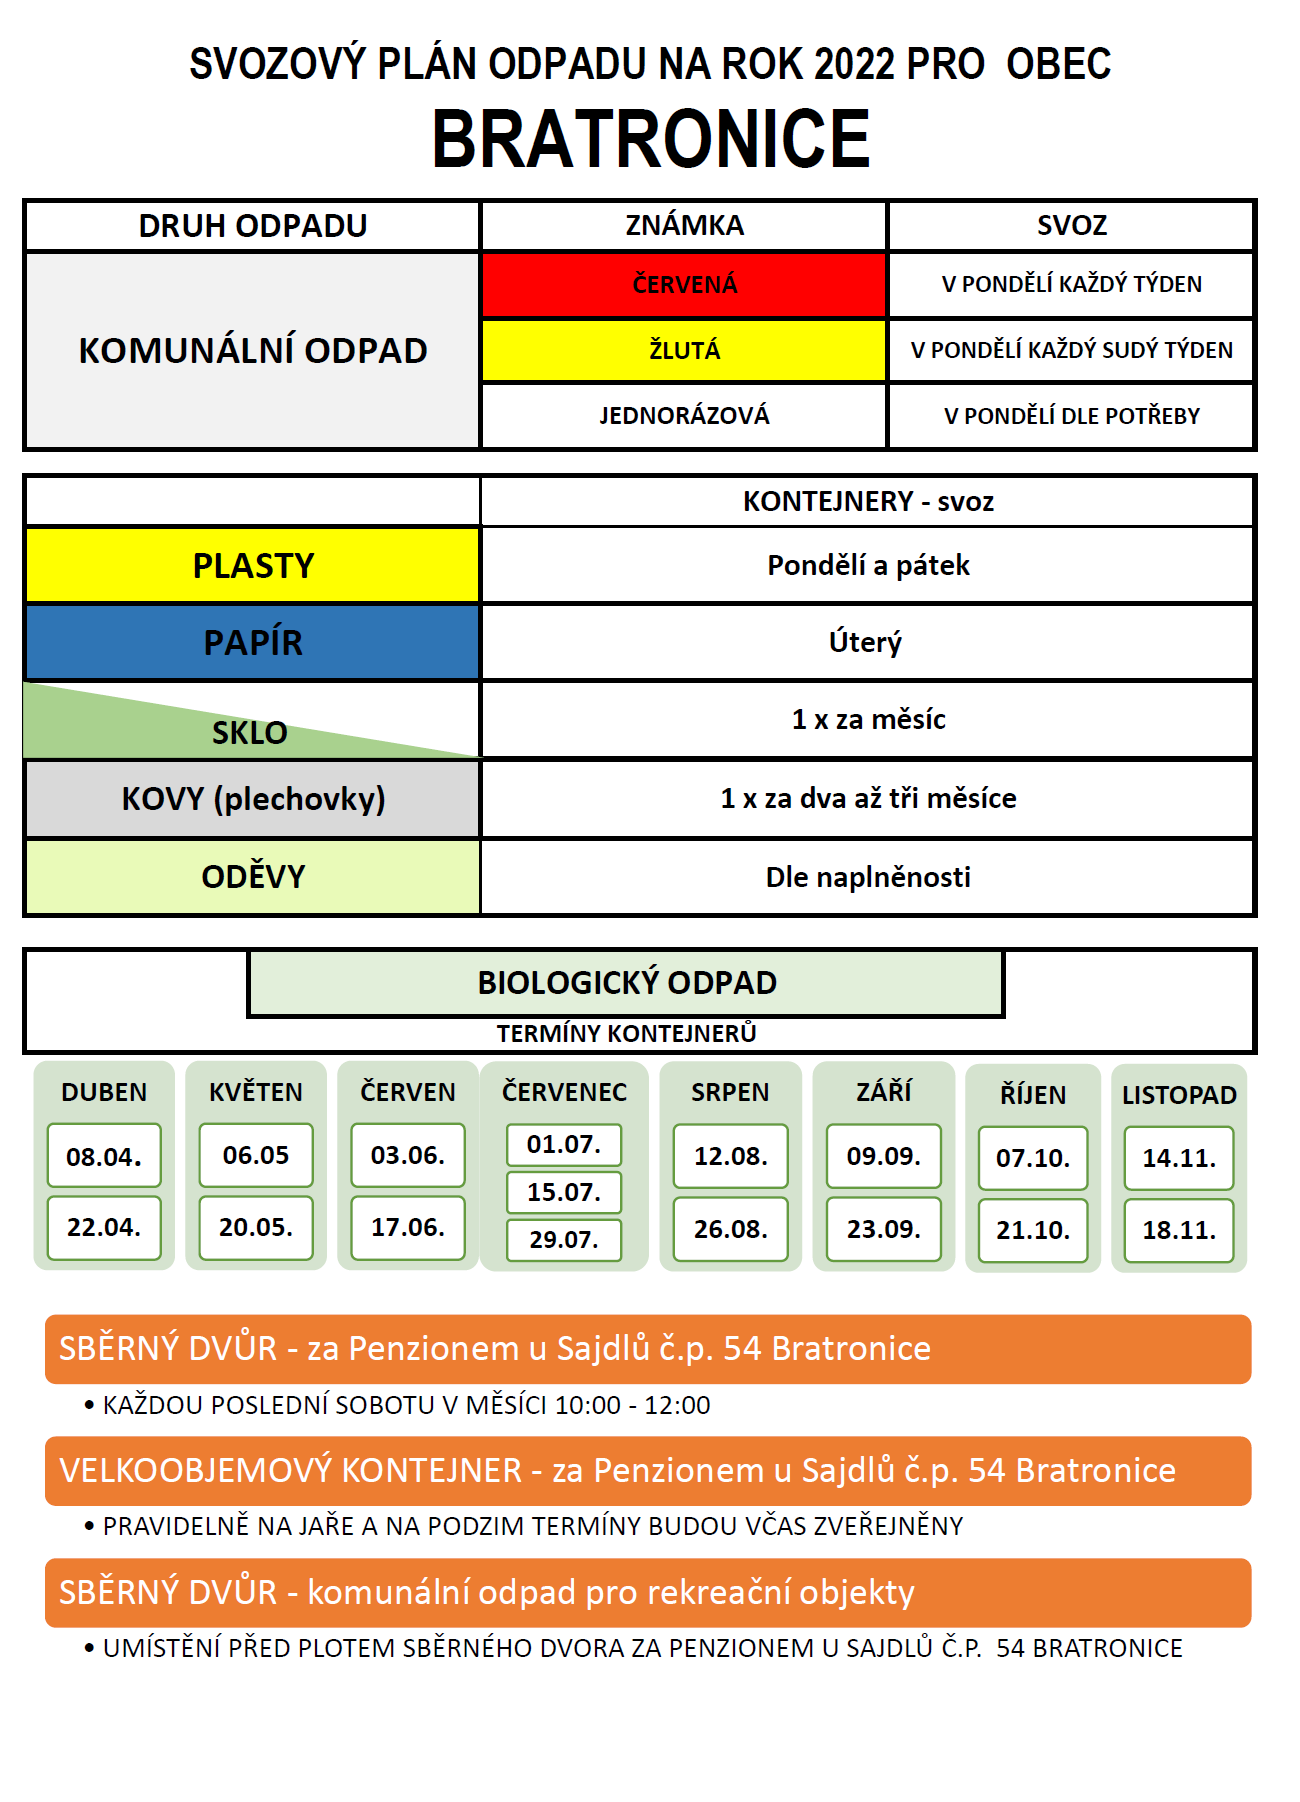 SVOZOVÝ PLÁN ODPADU NA ROK 2022 PRO OBEC
BRATRONICE
DRUH ODPADU ZNÁMKA SVOZ
KOMUNÁLNÍ ODPAD
ČERVENÁ V PONDĚLÍ KAŽDÝ TÝDEN
ŽLUTÁ V PONDĚLÍ KAŽDÝ SUDÝ TÝDEN
JEDNORÁZOVÁ V PONDĚLÍ DLE POTŘEBY
KONTEJNERY - svoz
PLASTY Pondělí a pátek
PAPÍR Úterý
SKLO 1 x za měsíc
KOVY (plechovky) 1 x za dva až tři měsíce
ODĚVY Dle naplněnosti
BIOLOGICKÝ ODPAD
TERMÍNY KONTEJNERŮ
DUBEN
08.04.
22.04.
KVĚTEN
06.05
20.05.
ČERVEN
03.06.
17.06.
ČERVENEC
01.07.
15.07.
29.07.
SRPEN
12.08.
26.08.
ZÁŘÍ
09.09.
23.09.
ŘÍJEN
07.10.
21.10.
LISTOPAD
14.11.
18.11.
SBĚRNÝ DVŮR - za Penzionem u Sajdlů č.p. 54 Bratronice
• KAŽDOU POSLEDNÍ SOBOTU V MĚSÍCI 10:00 - 12:00
VELKOOBJEMOVÝ KONTEJNER - za Penzionem u Sajdlů č.p. 54 Bratronice
• PRAVIDELNĚ NA JAŘE A NA PODZIM TERMÍNY BUDOU VČAS ZVEŘEJNĚNY
SBĚRNÝ DVŮR - komunální odpad pro rekreační objekty
• UMÍSTĚNÍ PŘED PLOTEM SBĚRNÉHO DVORA ZA PENZIONEM U SAJDLŮ Č.P. 54 BRATRONICE